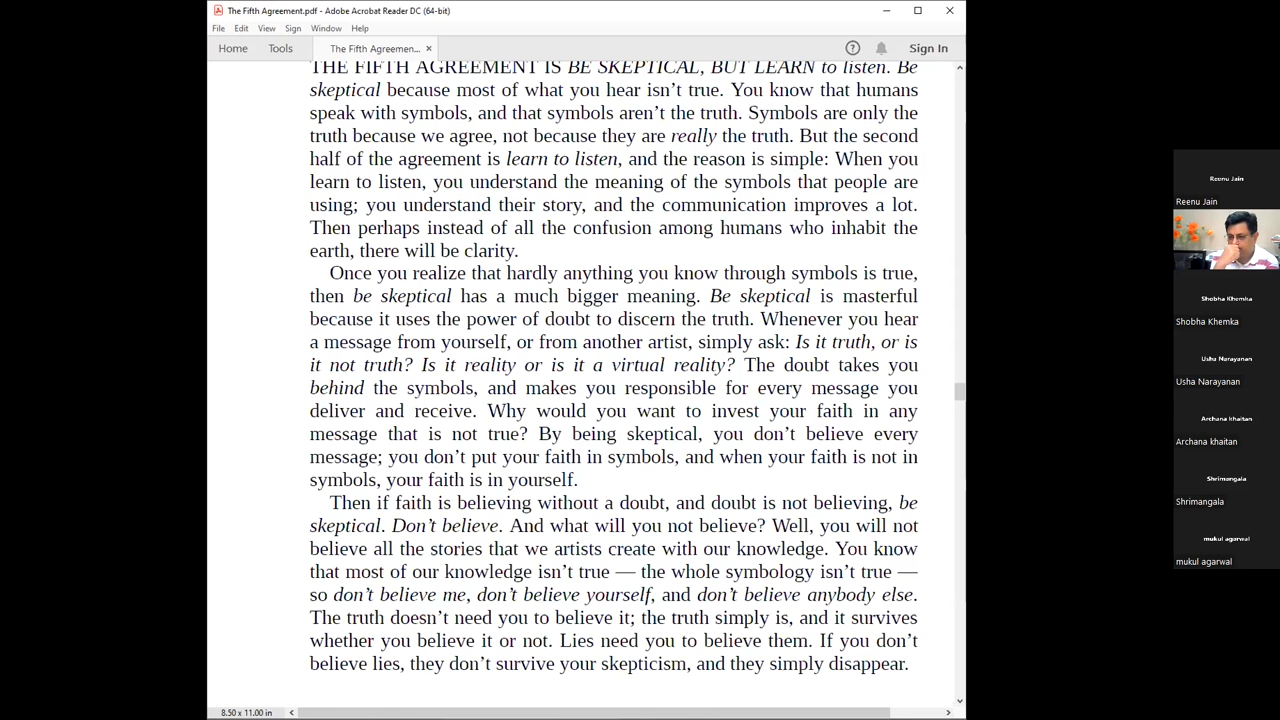 The Fifth Agreement.pdf - Adobe Acrobat Reader DC (64-bit)
File Edit View Sign Window Help
Home Tools The Fifth Agreemen... × Sign In
THE FIFTH AGREEMENT IS BE SKEPTICAL, BUT LEARN to listen. Be
skeptical because most of what you hear isn’t true. You know that humans
speak with symbols, and that symbols aren’t the truth. Symbols are only the
truth because we agree, not because they are really the truth. But the second
half of the agreement is learn to listen, and the reason is simple: When you
learn to listen, you understand the meaning of the symbols that people are
using; you understand their story, and the communication improves a lot.
Then perhaps instead of all the confusion among humans who inhabit the
earth, there will be clarity.
Once you realize that hardly anything you know through symbols is true,
then be skeptical has a much bigger meaning. Be skeptical is masterful
because it uses the power of doubt to discern the truth. Whenever you hear
a message from yourself, or from another artist, simply ask: Is it truth, or is
it not truth? Is it reality or is it a virtual reality? The doubt takes you
behind the symbols, and makes you responsible for every message you
deliver and receive. Why would you want to invest your faith in any
message that is not true? By being skeptical, you don’t believe every
message; you don’t put your faith in symbols, and when your faith is not in
symbols, your faith is in yourself.
Then if faith is believing without a doubt, and doubt is not believing, be
skeptical. Don’t believe. And what will you not believe? Well, you will not
believe all the stories that we artists create with our knowledge. You know
that most of our knowledge isn’t true — the whole symbology isn’t true —
so don’t believe me, don’t believe yourself, and don’t believe anybody else.
The truth doesn’t need you to believe it; the truth simply is, and it survives
whether you believe it or not. Lies need you to believe them. If you don’t
believe lies, they don’t survive your skepticism, and they simply disappear.
8.50 x 11.00 in
Reenu Jain
Reenu Jain
Shobha Khemka
Shobha Khemka
Usha Narayanan
Usha Narayanan
Archana khaitan
Archana khaitan
Shrimangala
Shrimangala
mukul agarwal
mukul agarwal